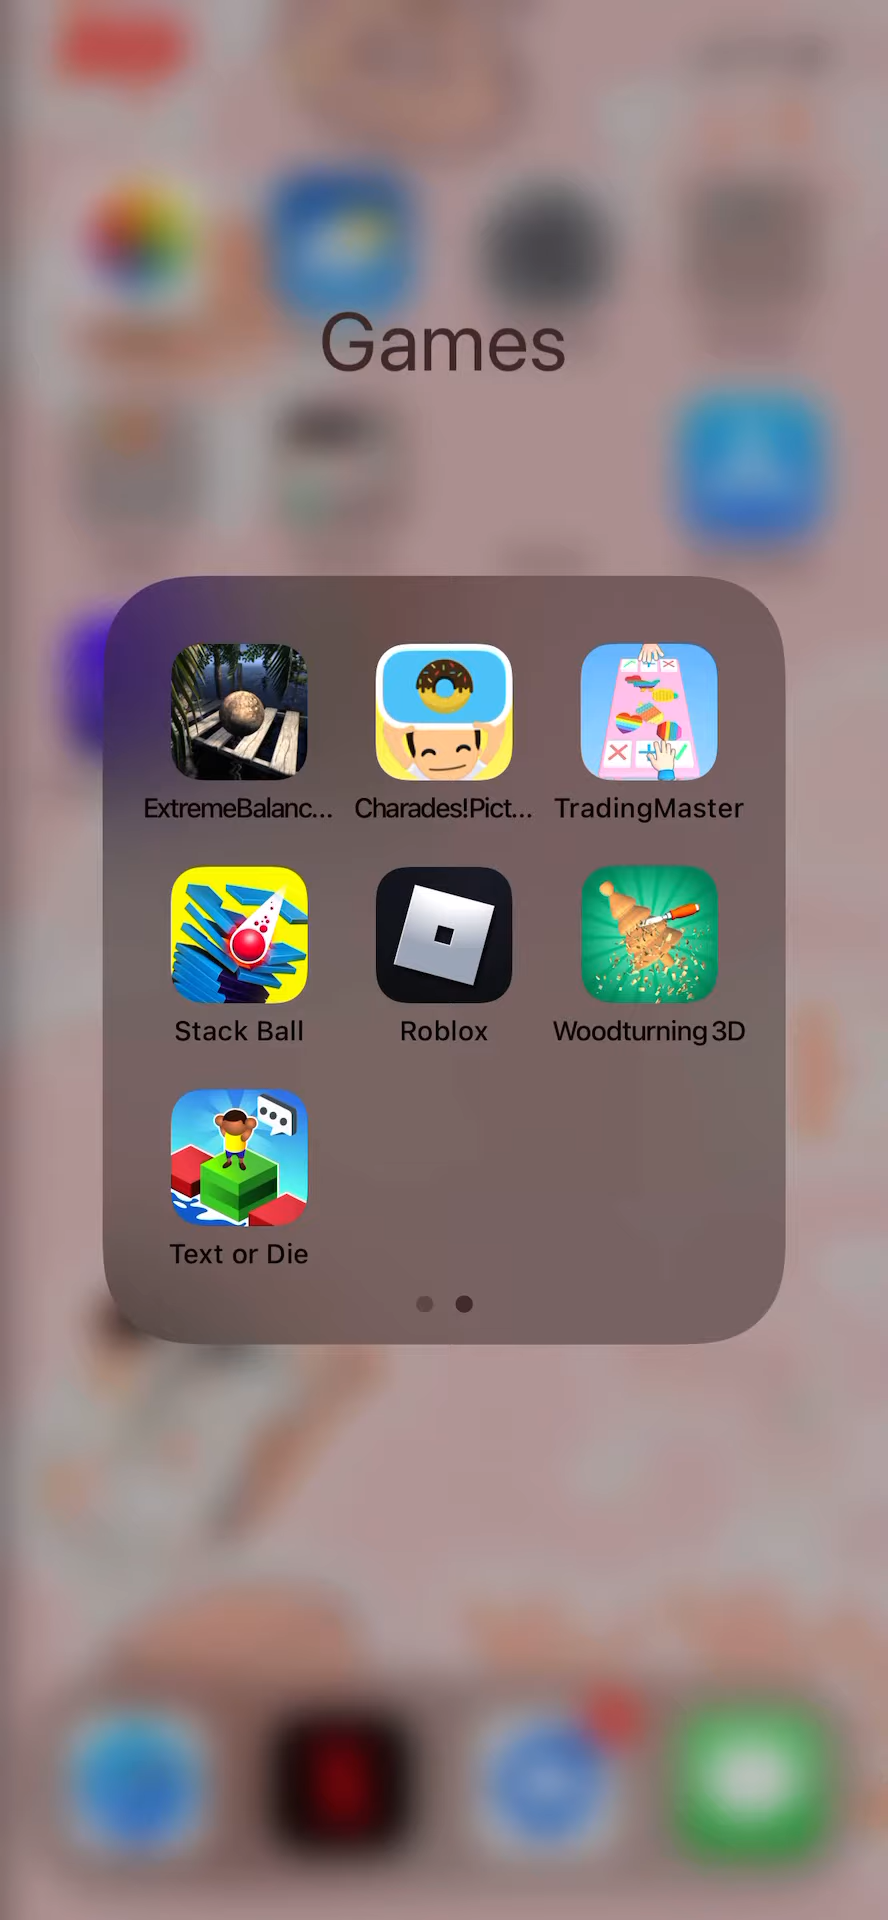 Games
ExtremeBalanc...
Charades!Pict...
TradingMaster
Stack Ball
Roblox
Woodturning 3D
Text or Die